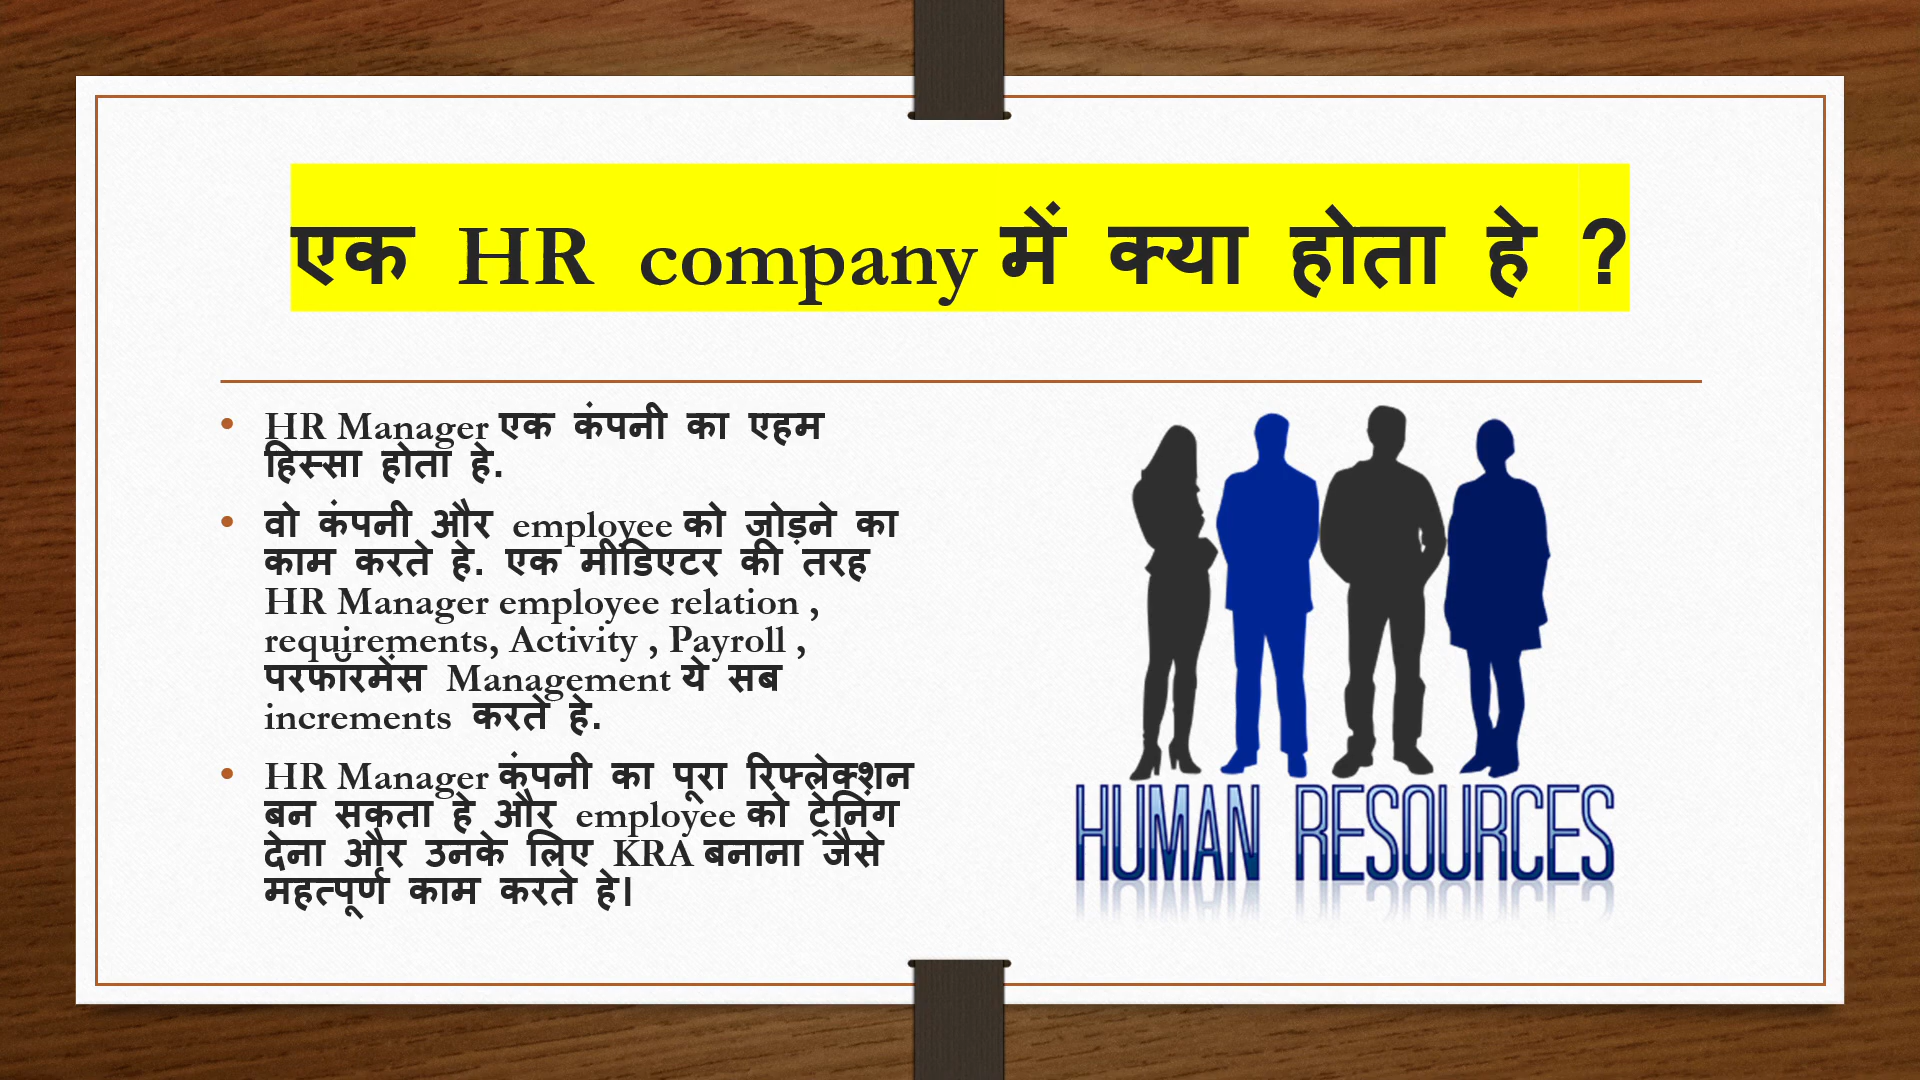 एक HR company में क्या होता हे ?
HR Manager एक कंपनी का एहम
हिस्सा होता हे.
वो कंपनी और employee को जोड़ने का
काम करते हे. एक मीडिएटर की तरह
HR Manager employee relation ,
requirements, Activity , Payroll ,
परफॉरमेंस Management ये सब
increments करते हे.
HR Manager कंपनी का पूरा रिफ्लेक्शन
बन सकता हे और employee को ट्रेनिंग
देना और उनके लिए KRA बनाना जैसे
महत्पूर्ण काम करते हे।
HUMAN RESOURCES